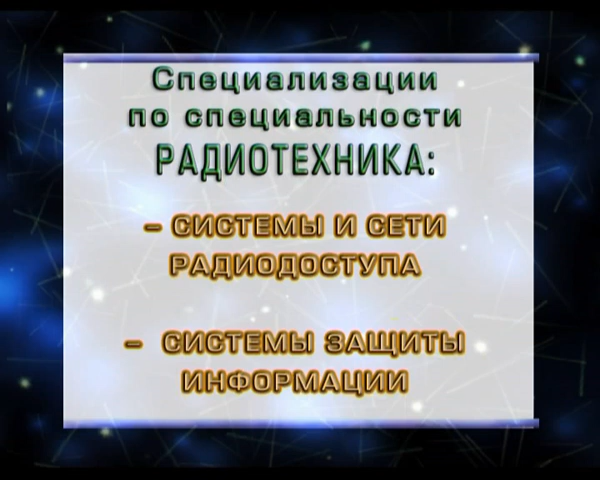 Специализации
по специальности
РАДИОТЕХНИКА:
– СИСТЕМЫ И СЕТИ
РАДИОДОСТУПА
– СИСТЕМЫ ЗАЩИТЫ
ИНФОРМАЦИИ